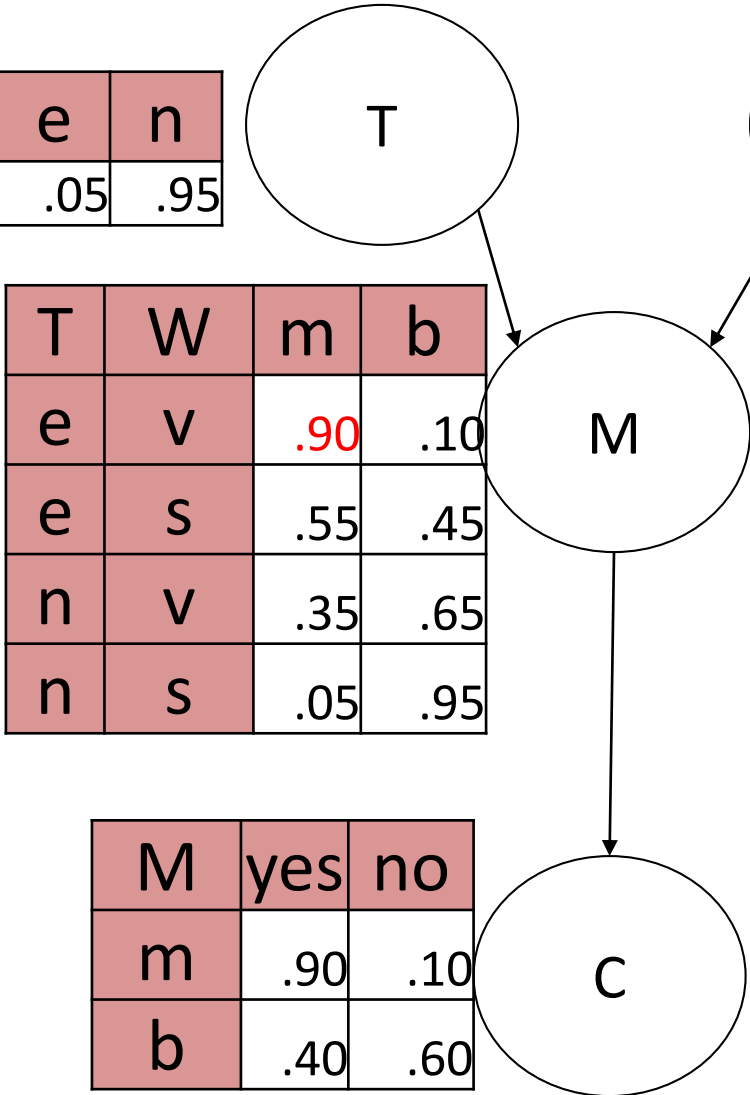 e n
.05 .95
T
T W m b
e v .90 .10
e s .55 .45
n v .35 .65
n s .05 .95
M
M yes no
m .90 .10
b .40 .60
C